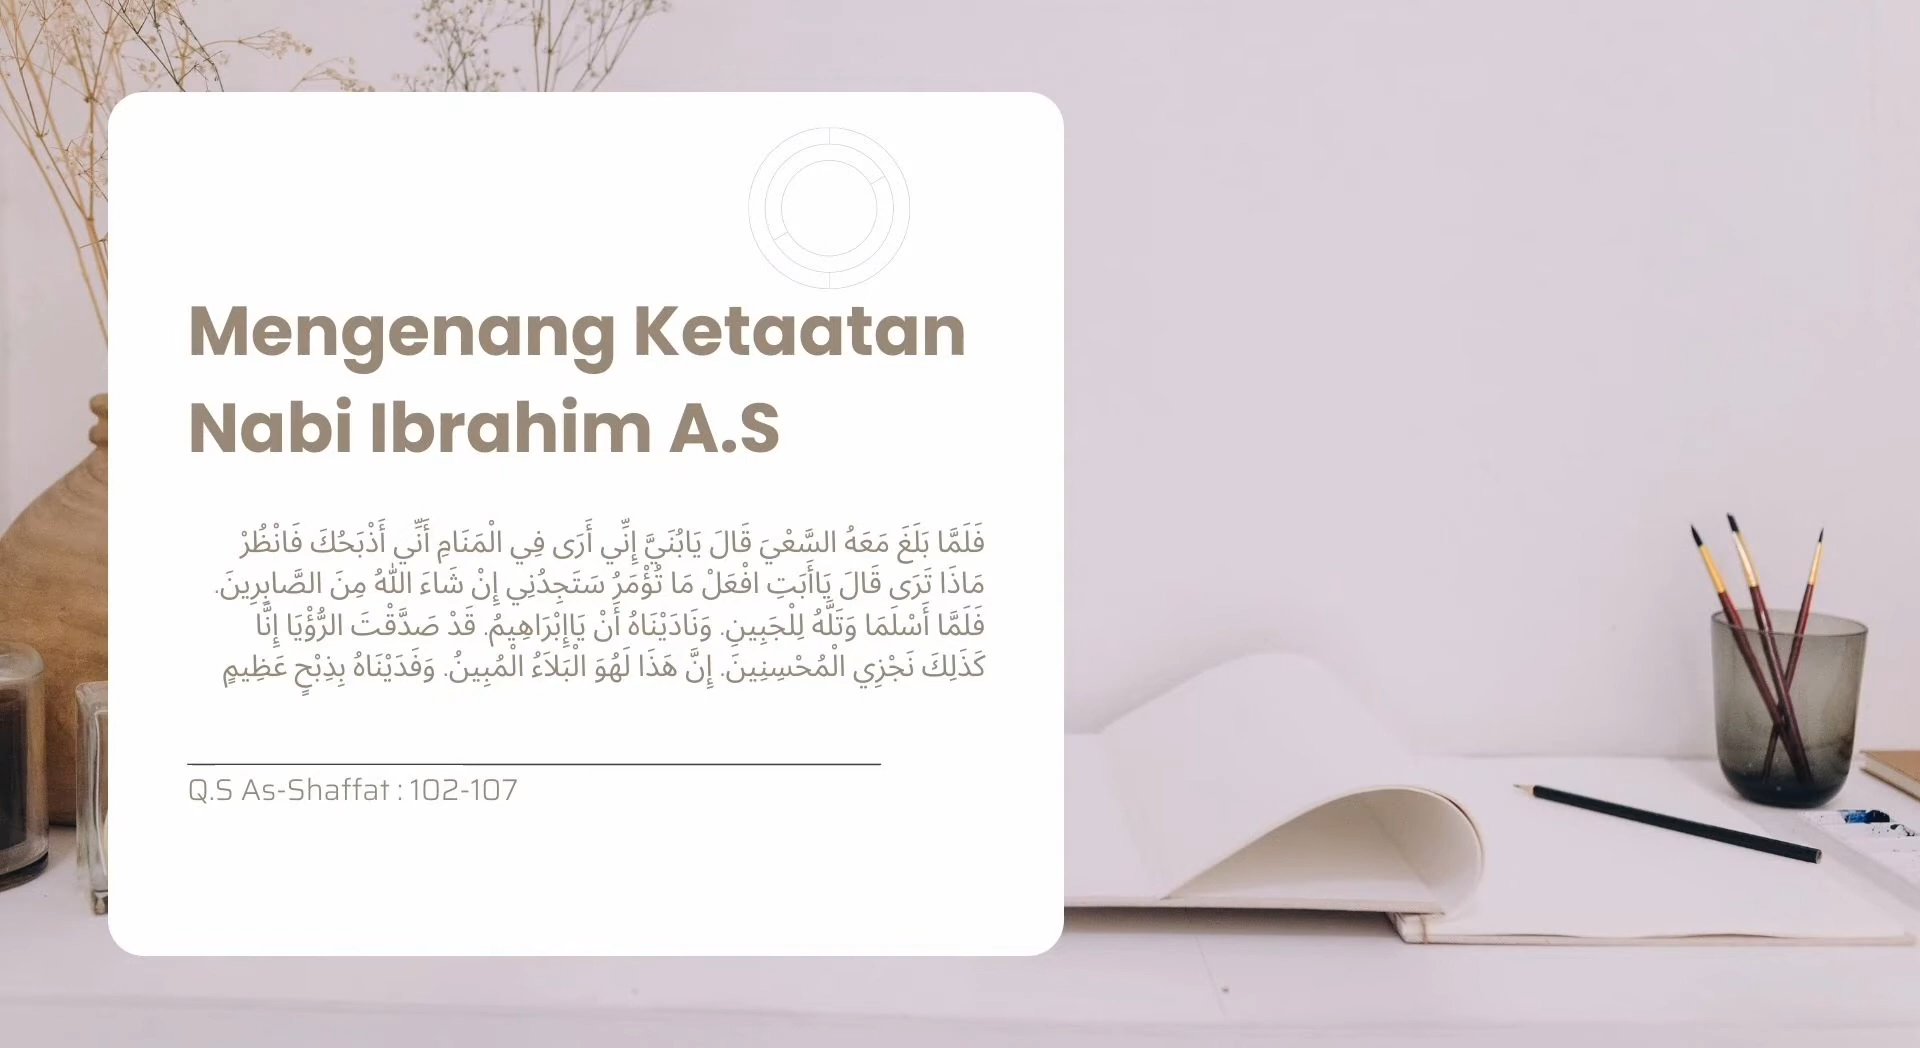 Mengenang Ketaatan
Nabi Ibrahim A.S
فَلَمَّا بَلَغَ مَعَهُ السَّعْيَ قَالَ يَابُنَيَّ إِنِّي أَرَى فِي الْمَنَامِ أَنِّي أَذْبَحُكَ فَانْظُرْ
مَاذَا تَرَى قَالَ يَاأَبَتِ افْعَلْ مَا تُؤْمَرُ سَتَجِدُنِي إِنْ شَاءَ اللَّهُ مِنَ الصَّابِرِينَ.
فَلَمَّا أَسْلَمَا وَتَلَّهُ لِلْجَبِينِ. وَنَادَيْنَاهُ أَنْ يَاإِبْرَاهِيمُ. قَدْ صَدَّقْتَ الرُّؤْيَا إِنَّا
كَذَلِكَ نَجْزِي الْمُحْسِنِينَ. إِنَّ هَذَا لَهُوَ الْبَلَاءُ الْمُبِينُ. وَفَدَيْنَاهُ بِذِبْحٍ عَظِيمٍ
Q.S As-Shaffat : 102-107